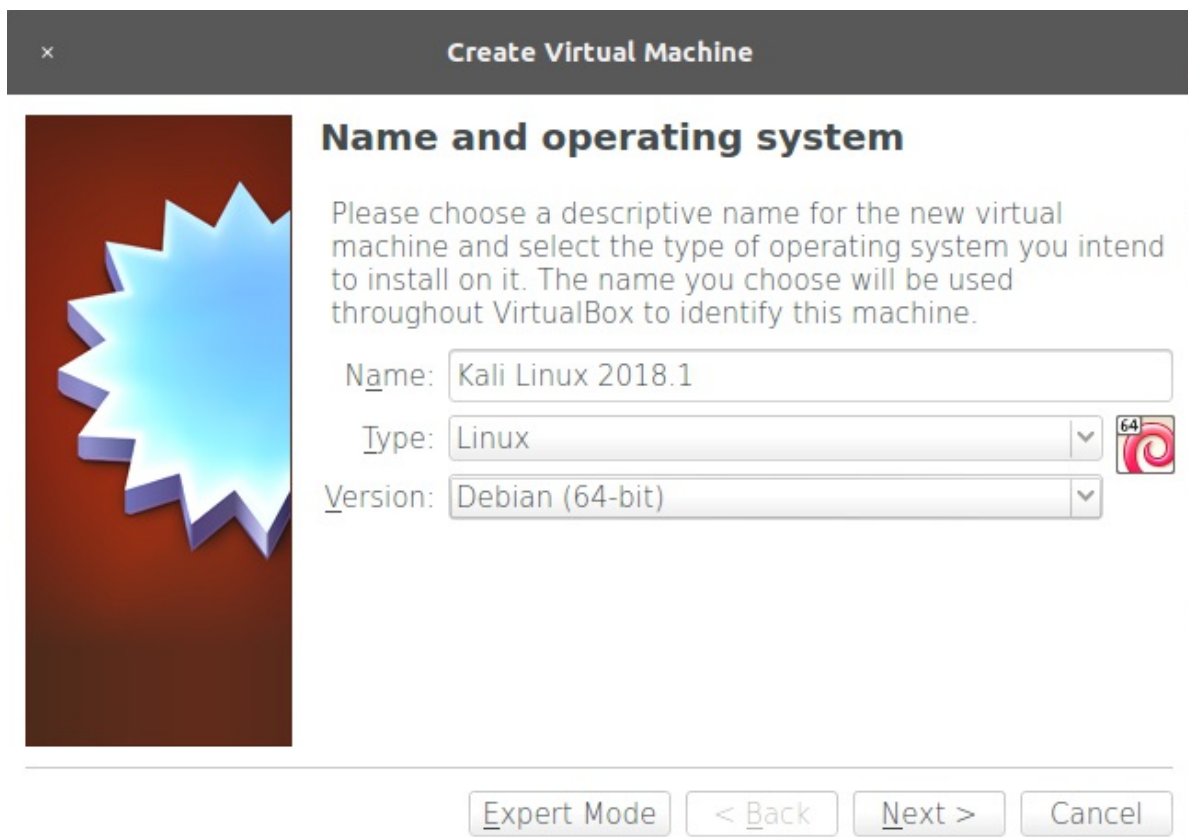 ×
Create Virtual Machine
Name and operating system
Please choose a descriptive name for the new virtual
machine and select the type of operating system you intend
to install on it. The name you choose will be used
throughout VirtualBox to identify this machine.
Name: Kali Linux 2018.1
Type: Linux
64
Version: Debian (64-bit)
Expert Mode < Back Next > Cancel